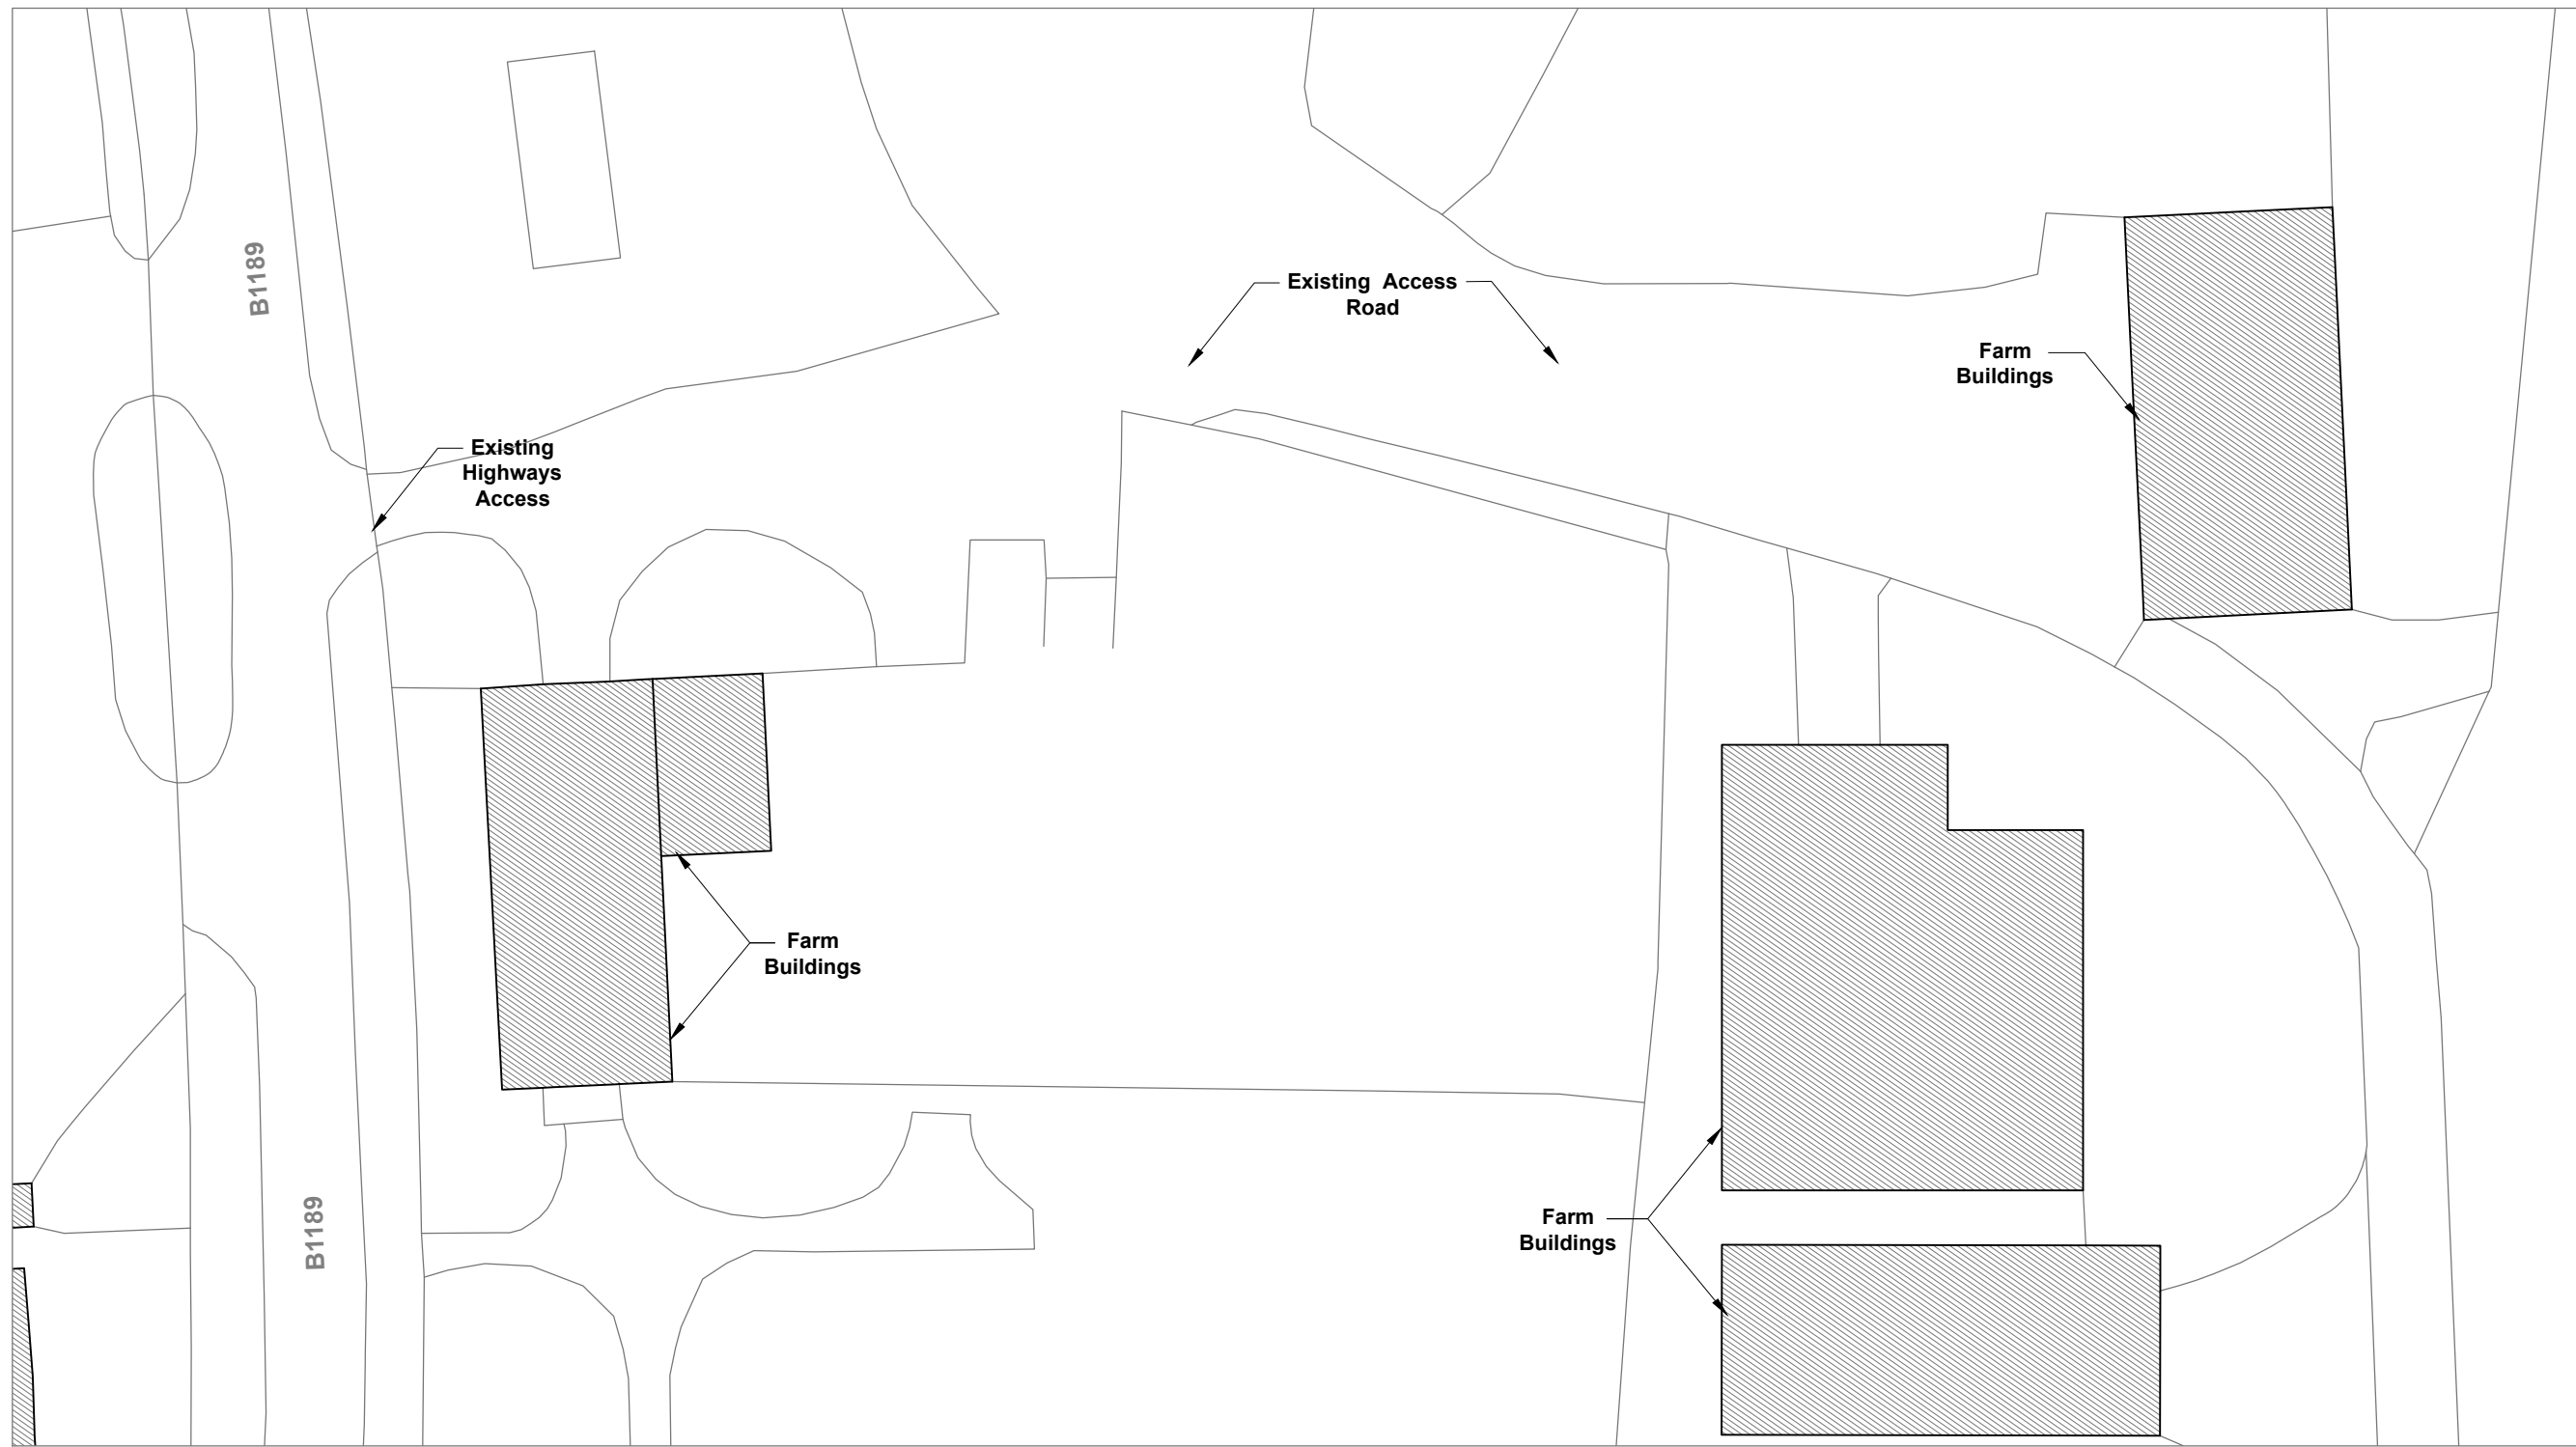 B1189
Existing Access
Road
Farm
Buildings
Existing
Highways
Access
Farm
Buildings
Farm
Buildings
B1189